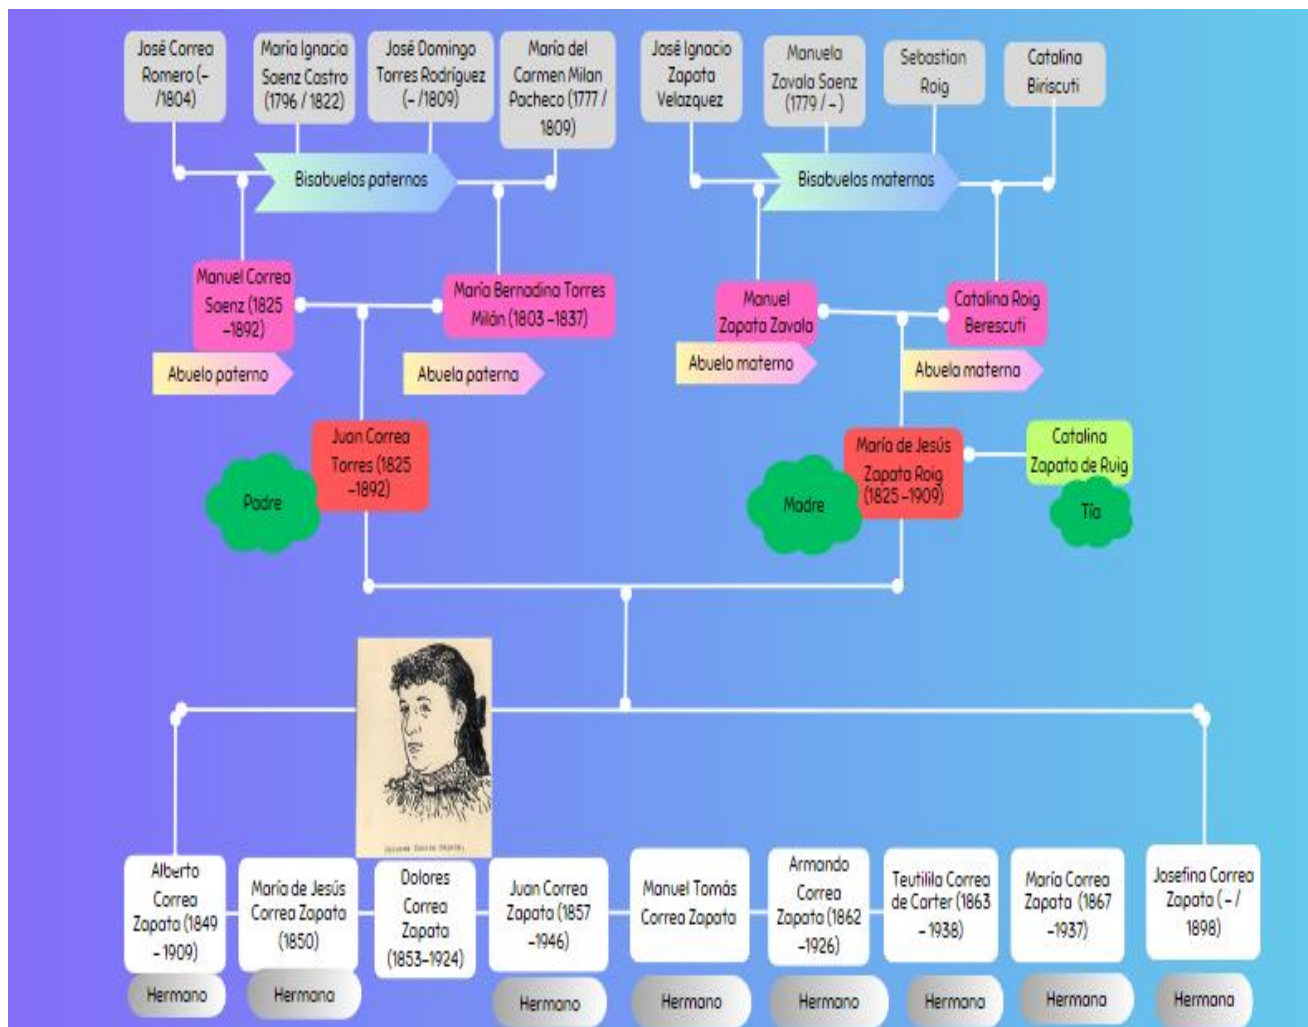 José Correa
Romero (-
/1804)
María Ignacia
Saenz Castro
(1796 / 1822)
José Domingo
Torres Rodríguez
(- /1809)
María del
Carmen Milan
Pacheco (1777 /
1809)
José Ignacio
Zapata
Velazquez
Manuela
Zavala Saenz
(1779 / - )
Sebastian
Roig
Catalina
Biriscuti
Bisabuelos paternos
Bisabuelos maternos
Manuel Correa
Saenz (1825
-1892)
María Bernadina Torres
Milán (1803 -1837)
Manuel
Zapata Zavala
Catalina Roig
Berescuti
Abuelo paterno
Abuela paterna
Abuelo materno
Abuela materna
Juan Correa
Torres (1825
-1892)
Padre
María de Jesús
Zapata Roig
(1825 -1909)
Madre
Catalina
Zapata de Ruig
Tía
Dolores Correa Zapata.
Alberto
Correa
Zapata (1849
- 1909)
María de Jesús
Correa Zapata
(1850)
Dolores
Correa
Zapata
(1853-1924)
Juan Correa
Zapata (1857
-1946)
Manuel Tomás
Correa Zapata
Armando
Correa
Zapata (1862
-1926)
Teutilila Correa
de Carter (1863
- 1938)
María Correa
Zapata (1867
-1937)
Josefina Correa
Zapata ( - /
1898)
Hermano
Hermana
Hermano
Hermano
Hermano
Hermana
Hermana
Hermana